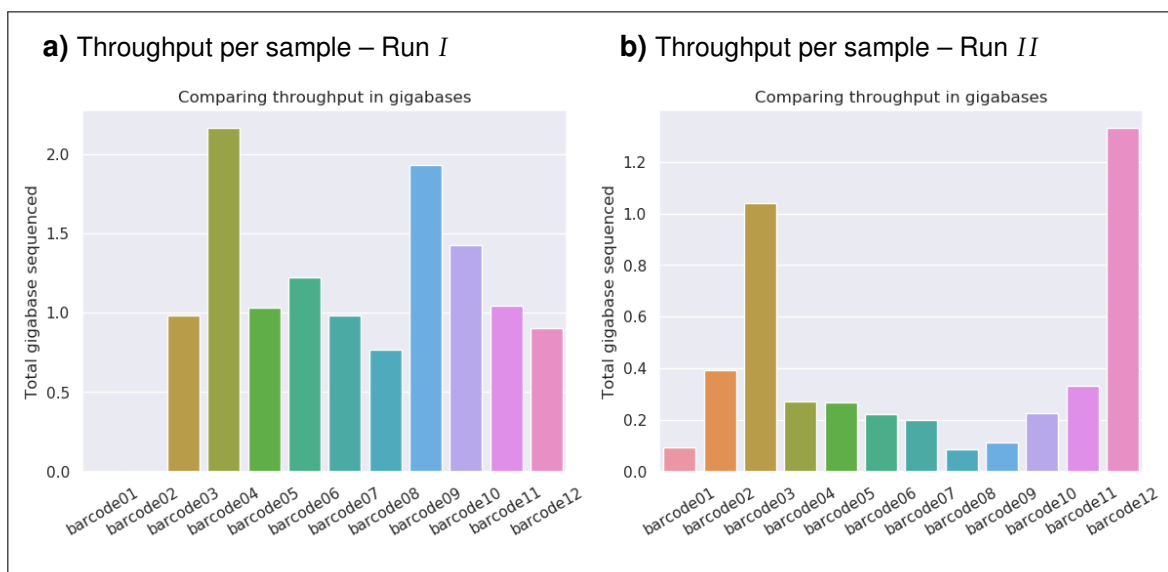 a) Throughput per sample – Run I
Comparing throughput in gigabases
Total gigabase sequenced
2.0
1.5
1.0
0.5
0.0
barcode01
barcode02
barcode03
barcode04
barcode05
barcode06
barcode07
barcode08
barcode09
barcode10
barcode11
barcode12
b) Throughput per sample – Run II
Comparing throughput in gigabases
Total gigabase sequenced
1.2
1.0
0.8
0.6
0.4
0.2
0.0
barcode01
barcode02
barcode03
barcode04
barcode05
barcode06
barcode07
barcode08
barcode09
barcode10
barcode11
barcode12